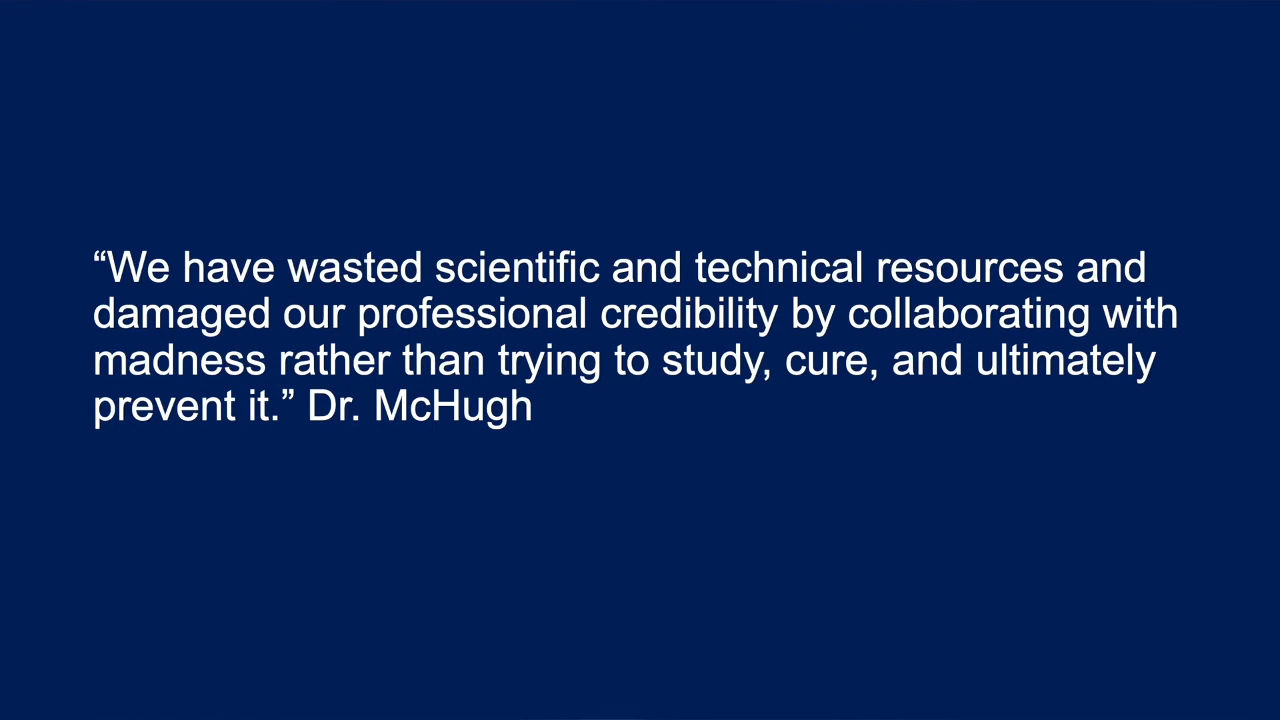 “We have wasted scientific and technical resources and
damaged our professional credibility by collaborating with
madness rather than trying to study, cure, and ultimately
prevent it.” Dr. McHugh